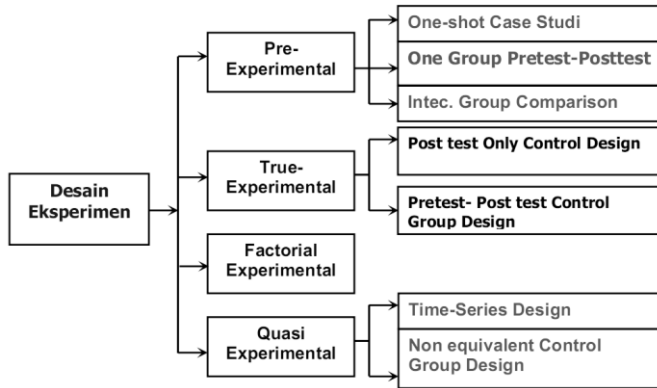 One-shot Case Studi
Pre-
Experimental
One Group Pretest-Posttest
Intec. Group Comparison
Post test Only Control Design
True-
Experimental
Desain
Eksperimen
Pretest- Post test Control
Group Design
Factorial
Experimental
Time-Series Design
Quasi
Experimental
Non equivalent Control
Group Design